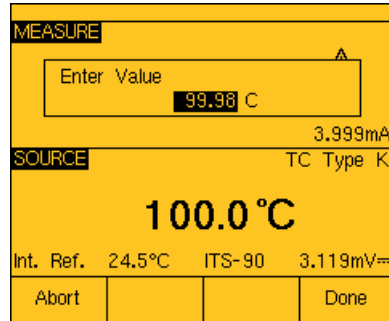 MEASURE
Enter Value
99.98 C
3.999mA
SOURCE
TC Type K
100.0°C
Int. Ref. 24.5°C ITS-90 3.119mV
Abort Done